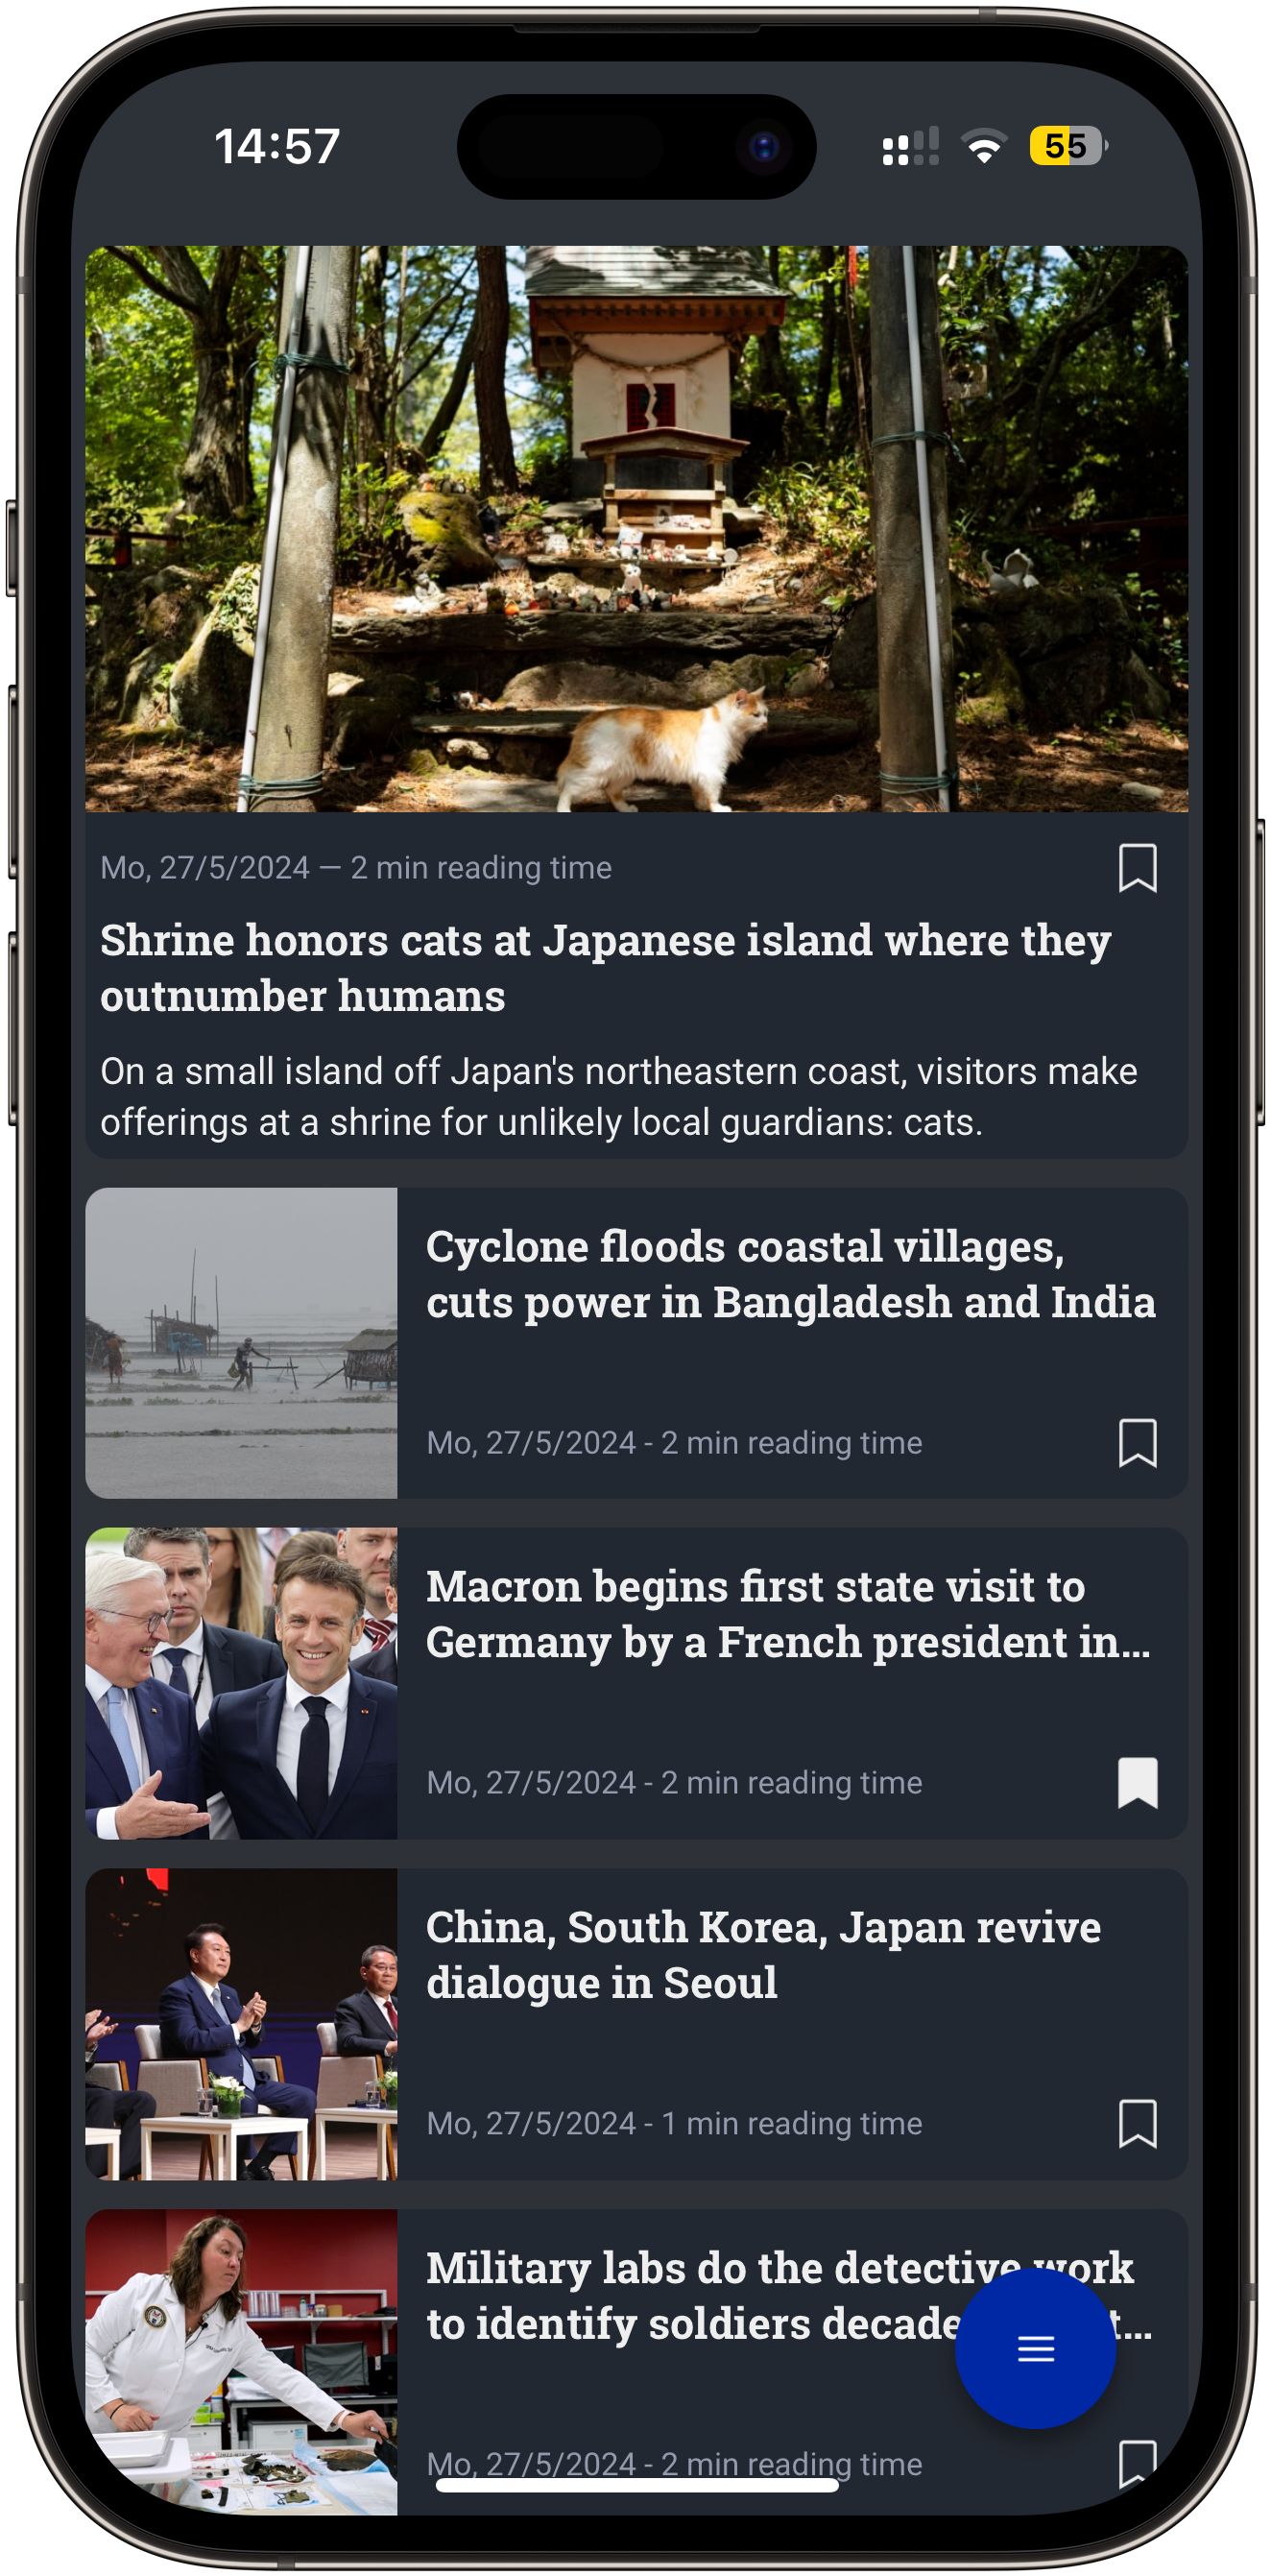 14:57
55
Mo, 27/5/2024 — 2 min reading time
Shrine honors cats at Japanese island where they
outnumber humans
On a small island off Japan's northeastern coast, visitors make
offerings at a shrine for unlikely local guardians: cats.
Cyclone floods coastal villages,
cuts power in Bangladesh and India
Mo, 27/5/2024 - 2 min reading time
Macron begins first state visit to
Germany by a French president in...
Mo, 27/5/2024 - 2 min reading time
China, South Korea, Japan revive
dialogue in Seoul
Mo, 27/5/2024 - 1 min reading time
Military labs do the detective work
to identify soldiers decade t...
Mo, 27/5/2024 - 2 min reading time